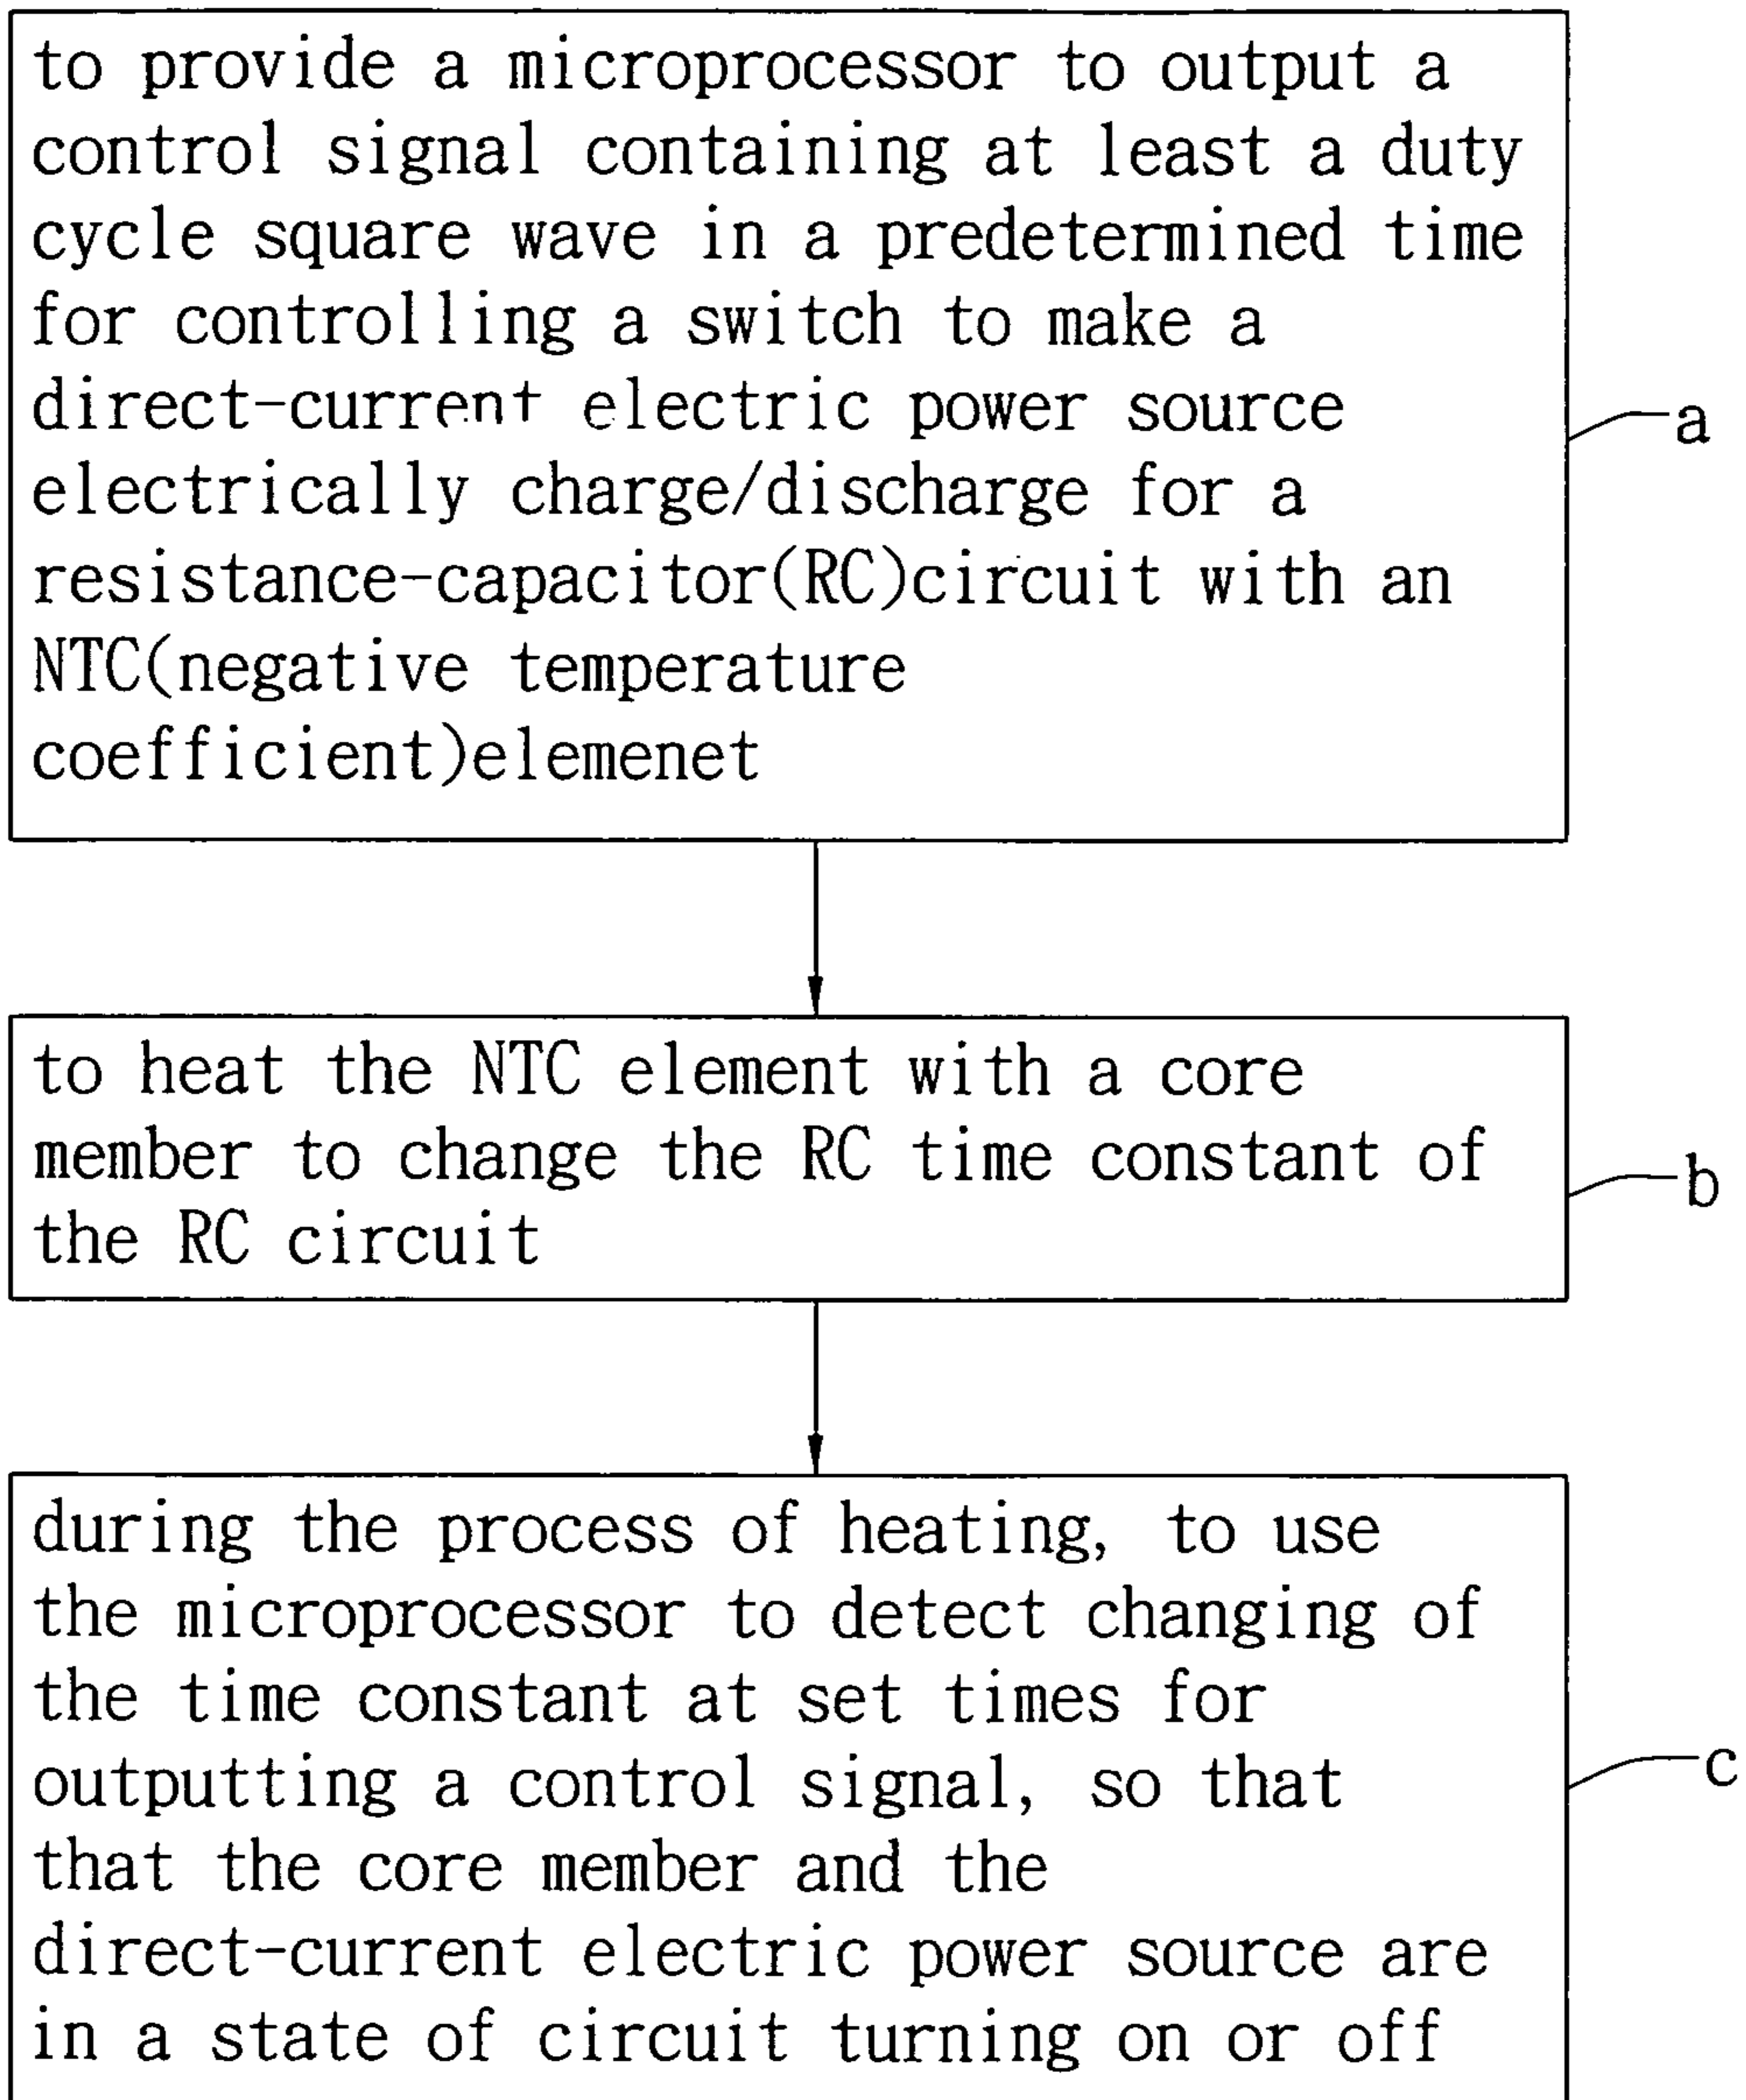 to provide a microprocessor to output a
control signal containing at least a duty
cycle square wave in a predetermined time
for controlling a switch to make a
direct-current electric power source
electrically charge/discharge for a
resistance-capacitor(RC)circuit with an
NTC(negative temperature
coefficient)elemenet
a
to heat the NTC element with a core
member to change the RC time constant of
the RC circuit
b
during the process of heating, to use
the microprocessor to detect changing of
the time constant at set times for
outputting a control signal, so that
that the core member and the
direct-current electric power source are
in a state of circuit turning on or off
c